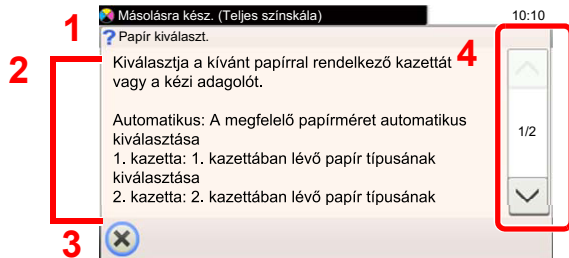 Másolásra kész. (Teljes színskála)
10:10
1
Papír kiválaszt.
2
Kiválasztja a kívánt papírral rendelkező kazettát
4
vagy a kézi adagolót.
Automatikus: A megfelelő papírméret automatikus
kiválasztása
1/2
1. kazetta: 1. kazettában lévő papír típusának
kiválasztása
2. kazetta: 2. kazettában lévő papír típusának
3